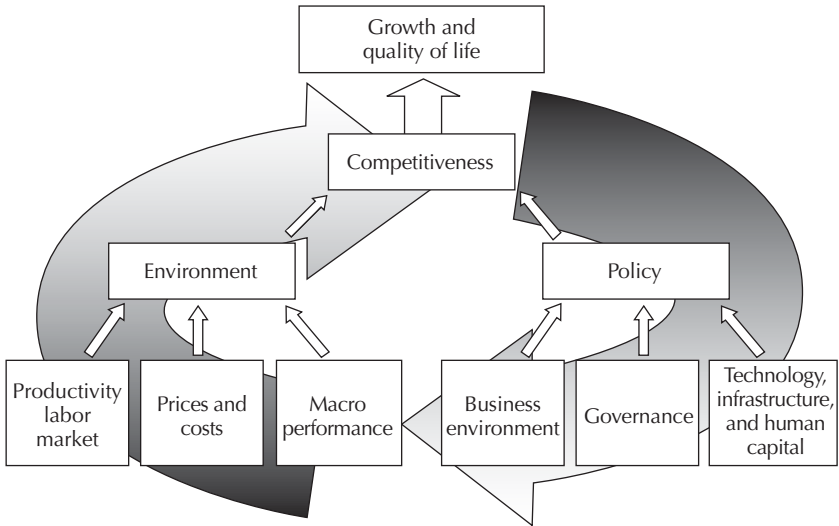 Growth and
quality of life
Competitiveness
Environment
Policy
Productivity
labor
market
Prices and
costs
Macro
performance
Business
environment
Governance
Technology,
infrastructure,
and human
capital